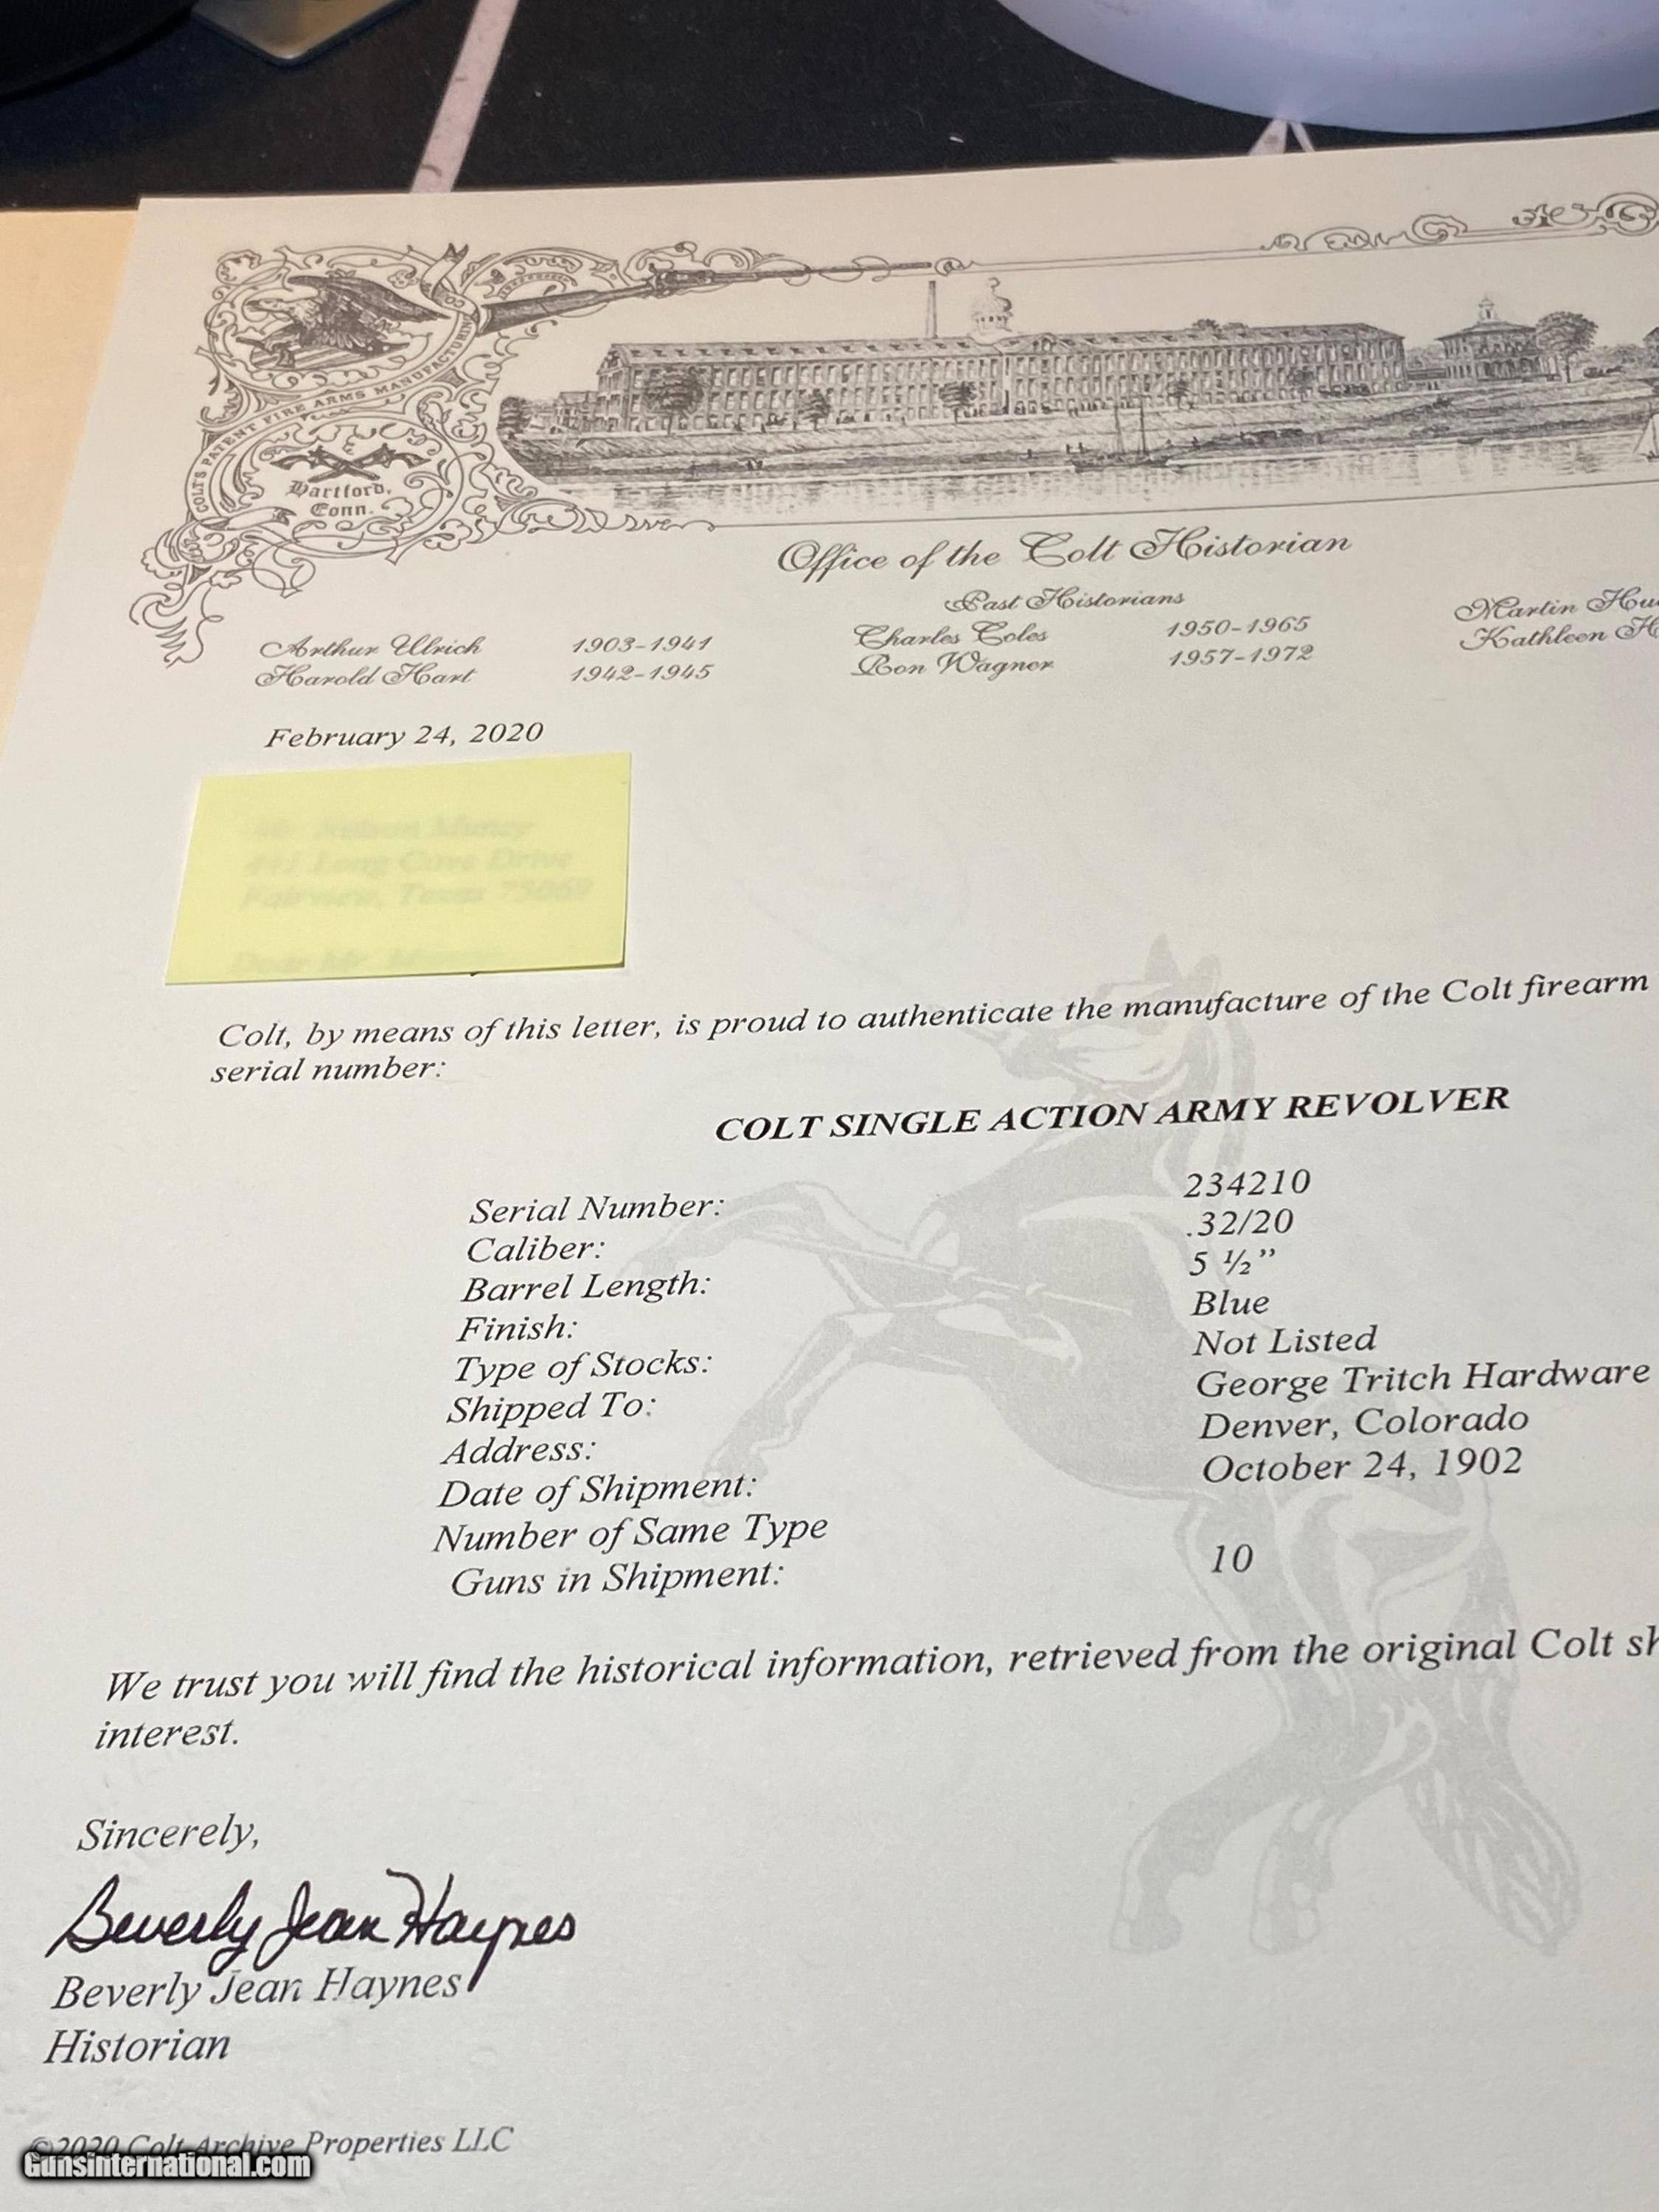 COLT'S PATENT FIRE ARMS MANUFACTURING CO
Hartford,
Conn.
Office of the Colt Historian
Past Historians
Arthur Ulrich 1903-1941 Charles Coles 1950-1965 Martin
Harold Hart 1942-1945 Ron Wagner 1957-1972 Kathleen
February 24, 2020
Colt, by means of this letter, is proud to authenticate the manufacture of the Colt firearm
serial number:
COLT SINGLE ACTION ARMY REVOLVER
Serial Number: 234210
Caliber: .32/20
Barrel Length: 5 ½”
Finish: Blue
Type of Stocks: Not Listed
Shipped To: George Tritch Hardware
Address: Denver, Colorado
Date of Shipment: October 24, 1902
Number of Same Type
Guns in Shipment: 10
We trust you will find the historical information, retrieved from the original Colt
interest.
Sincerely,
Beverly Jean Haynes
Beverly Jean Haynes
Historian
©2020 Colt Archive Properties LLC
Gunsinternational.com